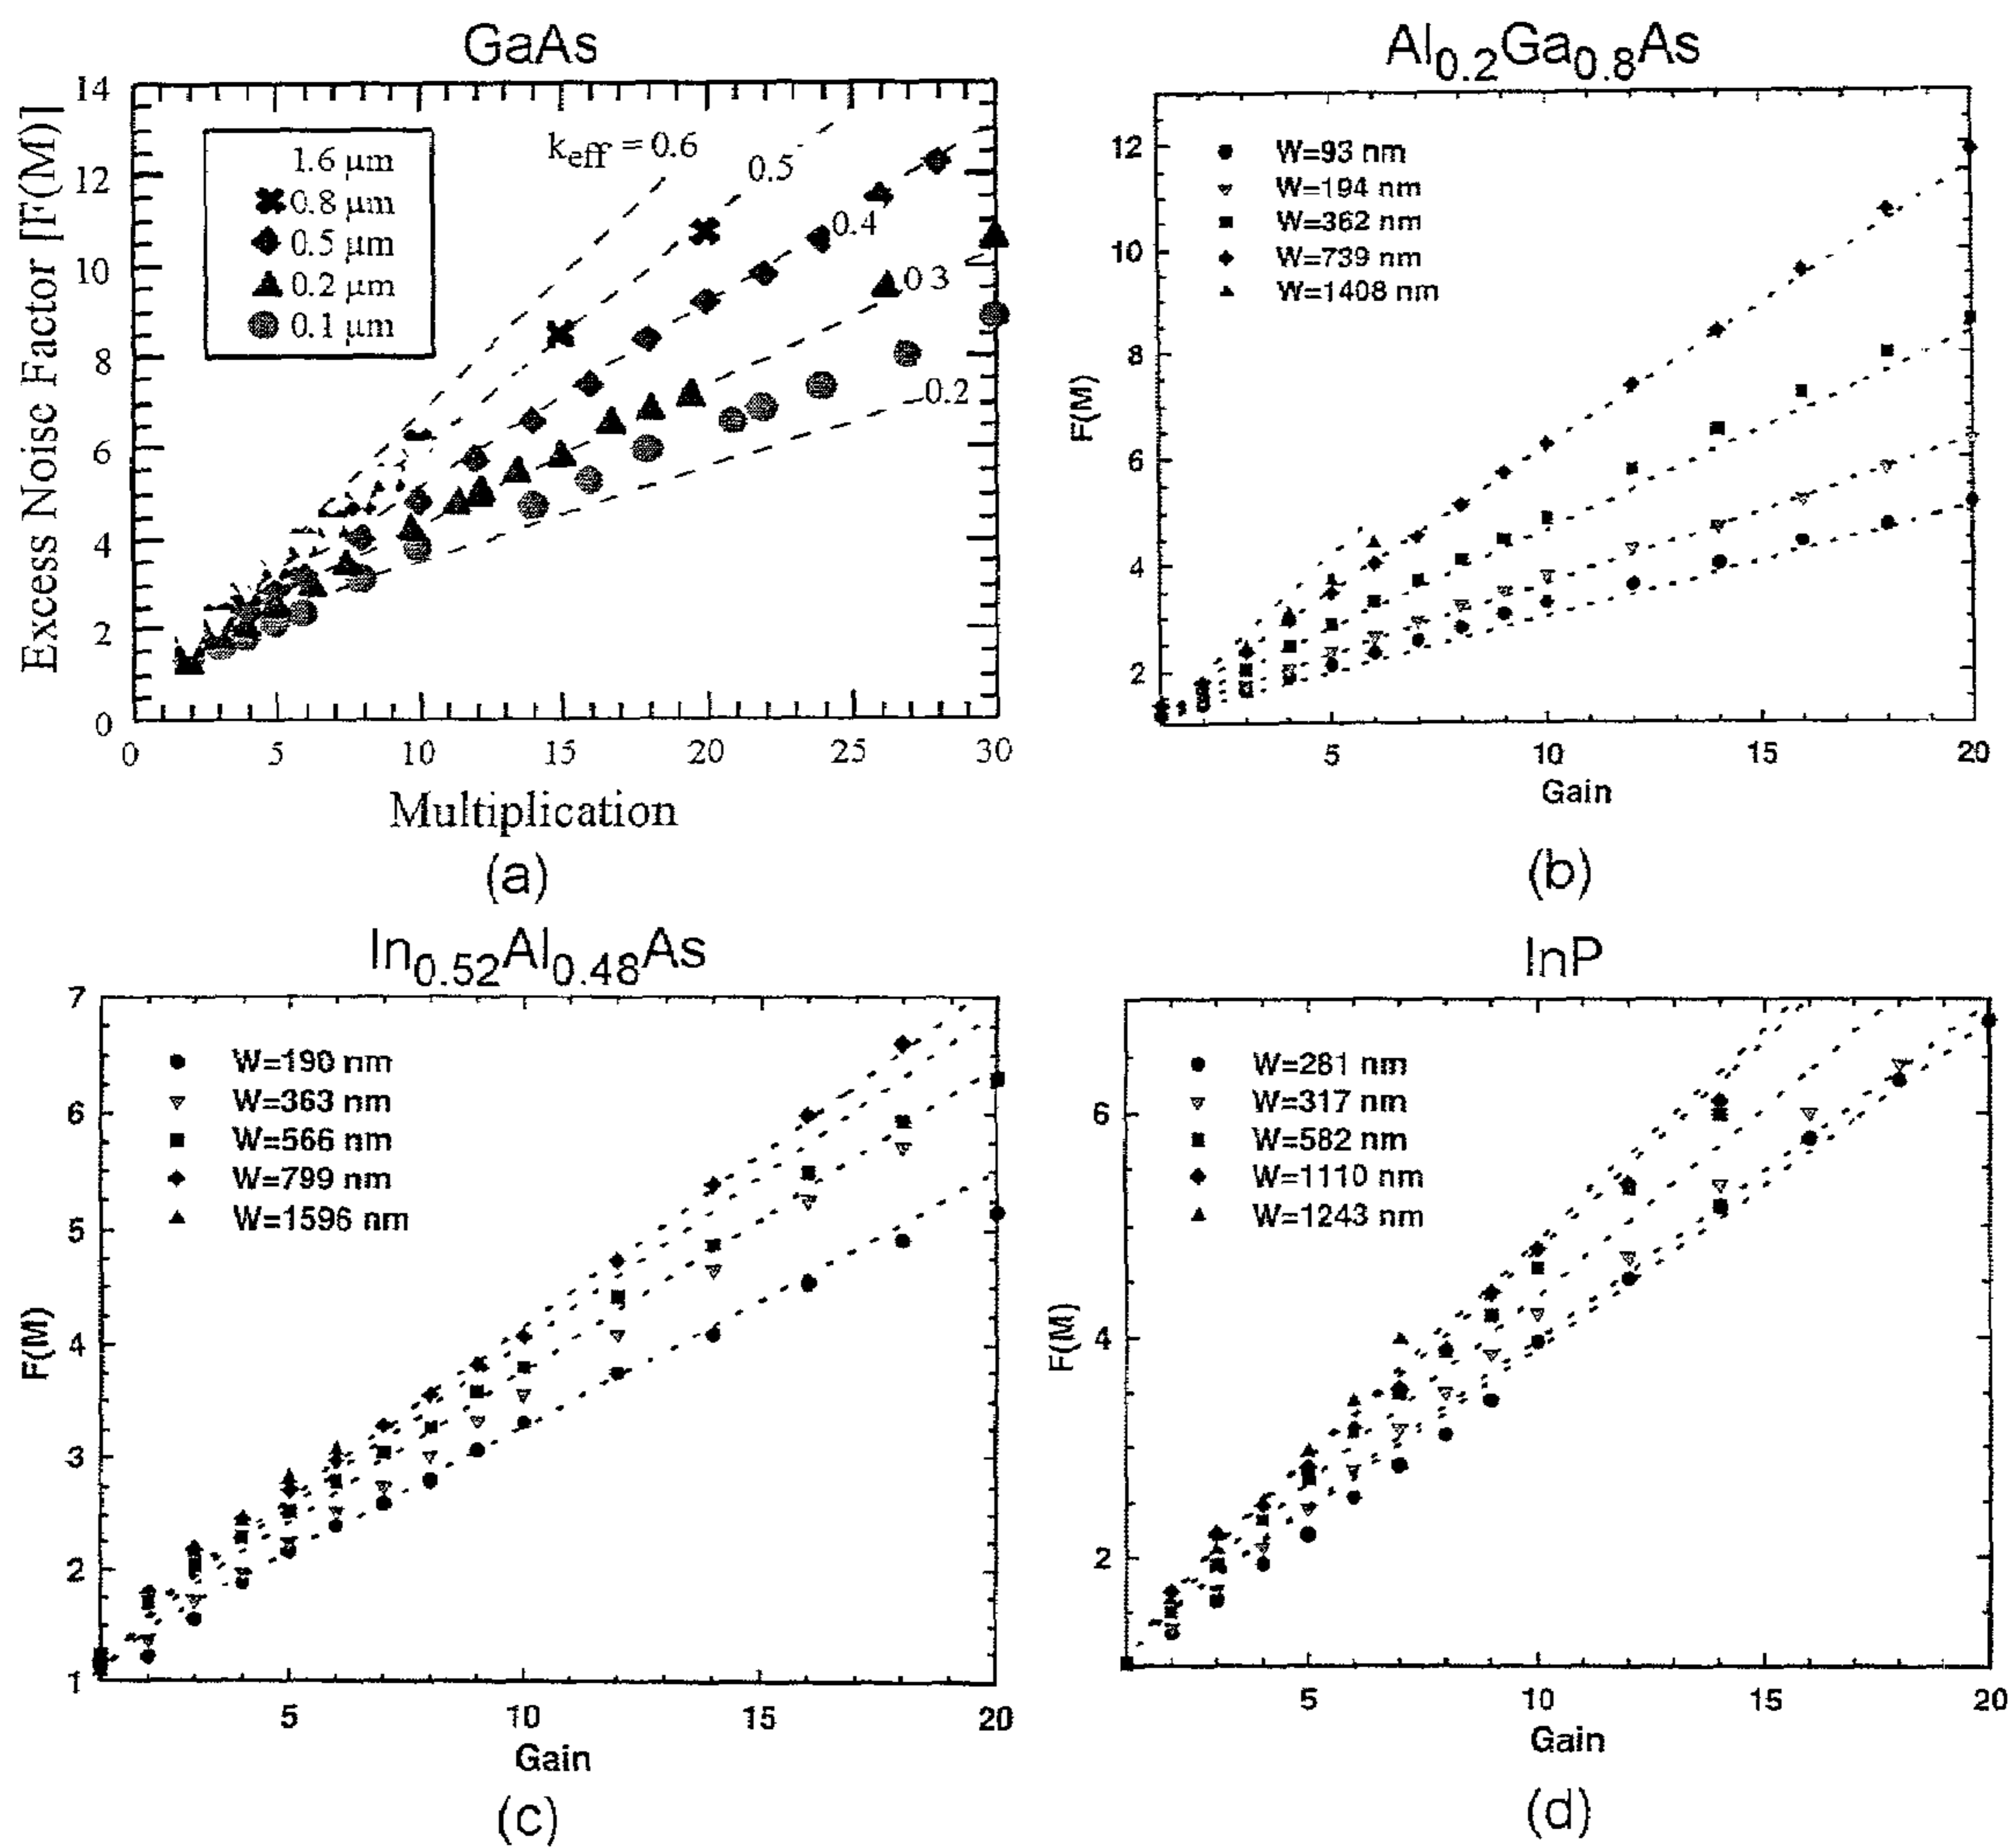 GaAs
Excess Noise Factor [F(M)]
14
12
10
8
6
4
2
0
1.6 μm
0.8 μm
0.5 μm
0.2 μm
0.1 μm
keff = 0.6
0.5
0.4
0.3
0.2
0
5
10
15
20
25
30
Multiplication
(a)
Al0.2Ga0.8As
F(M)
12
10
8
6
4
2
W=93 nm
W=194 nm
W=362 nm
W=739 nm
W=1408 nm
5
10
15
20
Gain
(b)
In0.52Al0.48As
F(M)
7
6
5
4
3
2
1
W=190 nm
W=363 nm
W=566 nm
W=799 nm
W=1596 nm
5
10
15
20
Gain
(c)
InP
F(M)
6
4
2
W=281 nm
W=317 nm
W=582 nm
W=1110 nm
W=1243 nm
5
10
15
20
Gain
(d)